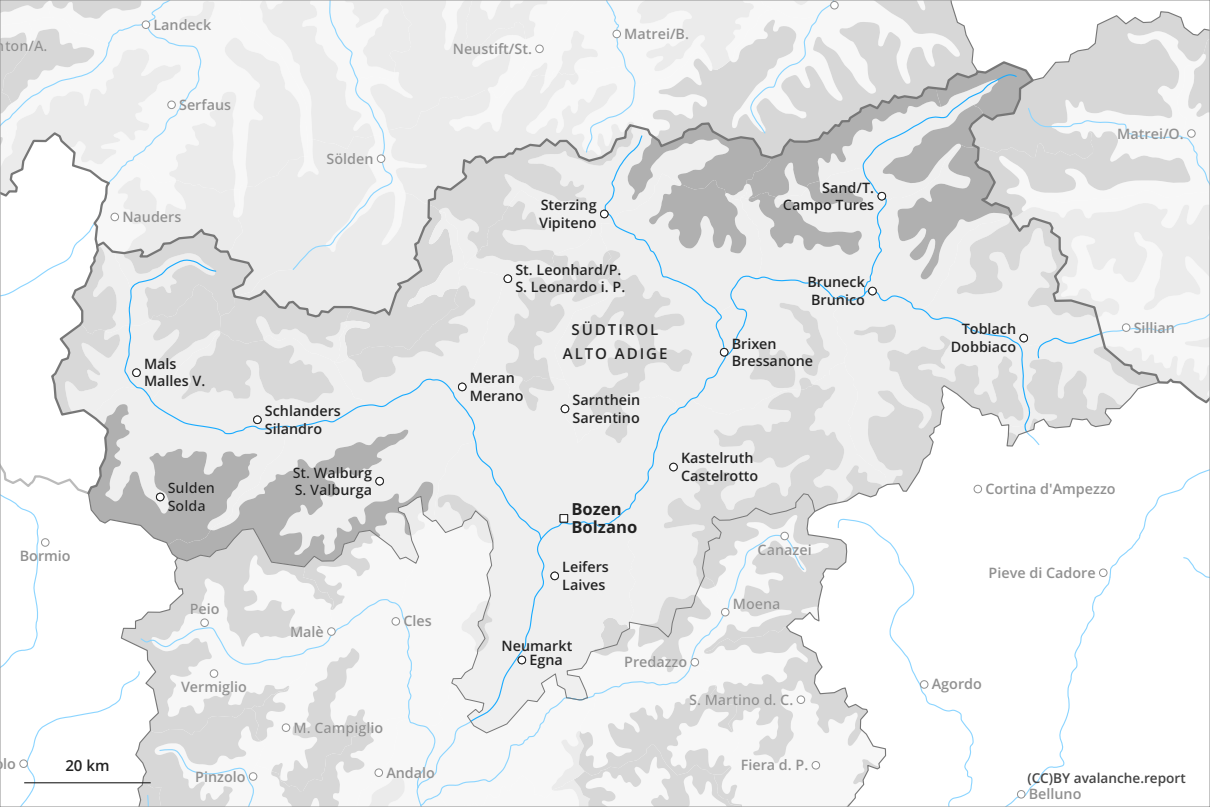 Landeck
Matrei/B.
nton/A.
Neustift/St.
Serfaus
Matrei/O.
Sölden
Sand/T.
Campo Tures
Sterzing
Vipiteno
Nauders
St. Leonhard/P.
S. Leonardo i. P.
Bruneck
Brunico
SÜDTIROL
ALTO ADIGE
Toblach
Dobbiaco
Sillian
Brixen
Bressanone
Mals
Malles V.
Meran
Merano
Sarnthein
Sarentino
Schlanders
Silandro
Kastelruth
Castelrotto
St. Walburg
S. Valburga
Sulden
Solda
Cortina d'Ampezzo
Bozen
Bolzano
Bormio
Canazei
Leifers
Laives
Pieve di Cadore
Peio
Moena
Malè
Cles
Neumarkt
Egna
Predazzo
Vermiglio
Agordo
S. Martino d. C.
M. Campiglio
olo
20 km
Pinzolo
Andalo
Fiera d. P.
(CC)BY avalanche.report
Belluno